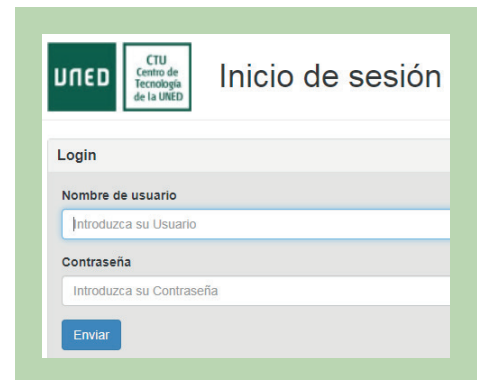 UNED
CTU
Centro de
Tecnología
de la UNED
Inicio de sesión
Login
Nombre de usuario
Introduzca su Usuario
Contraseña
Introduzca su Contraseña
Enviar